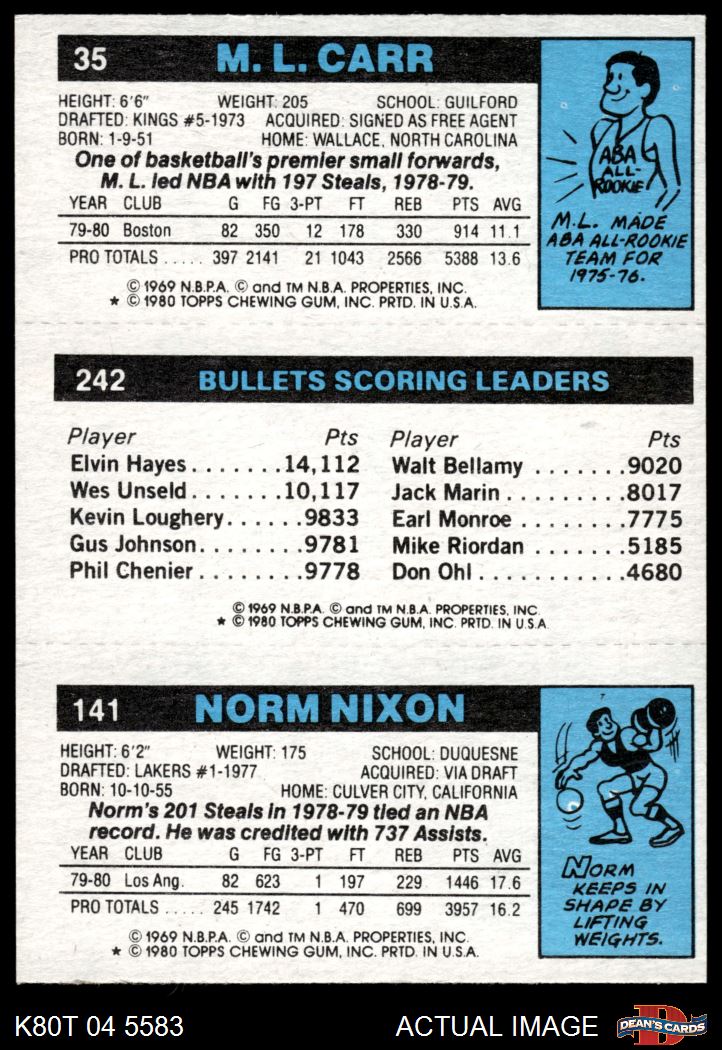 35 M. L. CARR
HEIGHT: 6'6" WEIGHT: 205 SCHOOL: GUILFORD
DRAFTED: KINGS #5-1973 ACQUIRED: SIGNED AS FREE AGENT
BORN: 1-9-51 HOME: WALLACE, NORTH CAROLINA
One of basketball's premier small forwards,
M. L. led NBA with 197 Steals, 1978-79.
YEAR CLUB G FG 3-PT FT REB PTS AVG
79-80 Boston 82 350 12 178 330 914 11.1
PRO TOTALS ..... 397 2141 21 1043 2566 5388 13.6
© 1969 N.B.P.A. © and TM N.B.A. PROPERTIES, INC.
★ © 1980 TOPPS CHEWING GUM, INC. PRTD. IN U.S.A.
ABA
ALL-
ROOKIE
M.L. MADE
ABA ALL-ROOKIE
TEAM FOR
1975-76.
242 BULLETS SCORING LEADERS
Player Pts Player Pts
Elvin Hayes.......14,112 Walt Bellamy .......9020
Wes Unseld.......10,117 Jack Marin.........8017
Kevin Loughery......9833 Earl Monroe ........7775
Gus Johnson........9781 Mike Riordan .......5185
Phil Chenier........9778 Don Ohl...........4680
© 1969 N.B.P.A. © and TM N.B.A. PROPERTIES, INC.
★ © 1980 TOPPS CHEWING GUM, INC. PRTD. IN U.S.A.
141 NORM NIXON
HEIGHT: 6'2" WEIGHT: 175 SCHOOL: DUQUESNE
DRAFTED: LAKERS #1-1977 ACQUIRED: VIA DRAFT
BORN: 10-10-55 HOME: CULVER CITY, CALIFORNIA
Norm's 201 Steals in 1978-79 tied an NBA
record. He was credited with 737 Assists.
YEAR CLUB G FG 3-PT FT REB PTS AVG
79-80 Los Ang. 82 623 1 197 229 1446 17.6
PRO TOTALS ..... 245 1742 1 470 699 3957 16.2
© 1969 N.B.P.A. © and TM N.B.A. PROPERTIES, INC.
★ © 1980 TOPPS CHEWING GUM, INC. PRTD. IN U.S.A.
NORM
KEEPS IN
SHAPE BY
LIFTING
WEIGHTS.
K80T 04 5583 ACTUAL IMAGE D DEAN'S CARDS